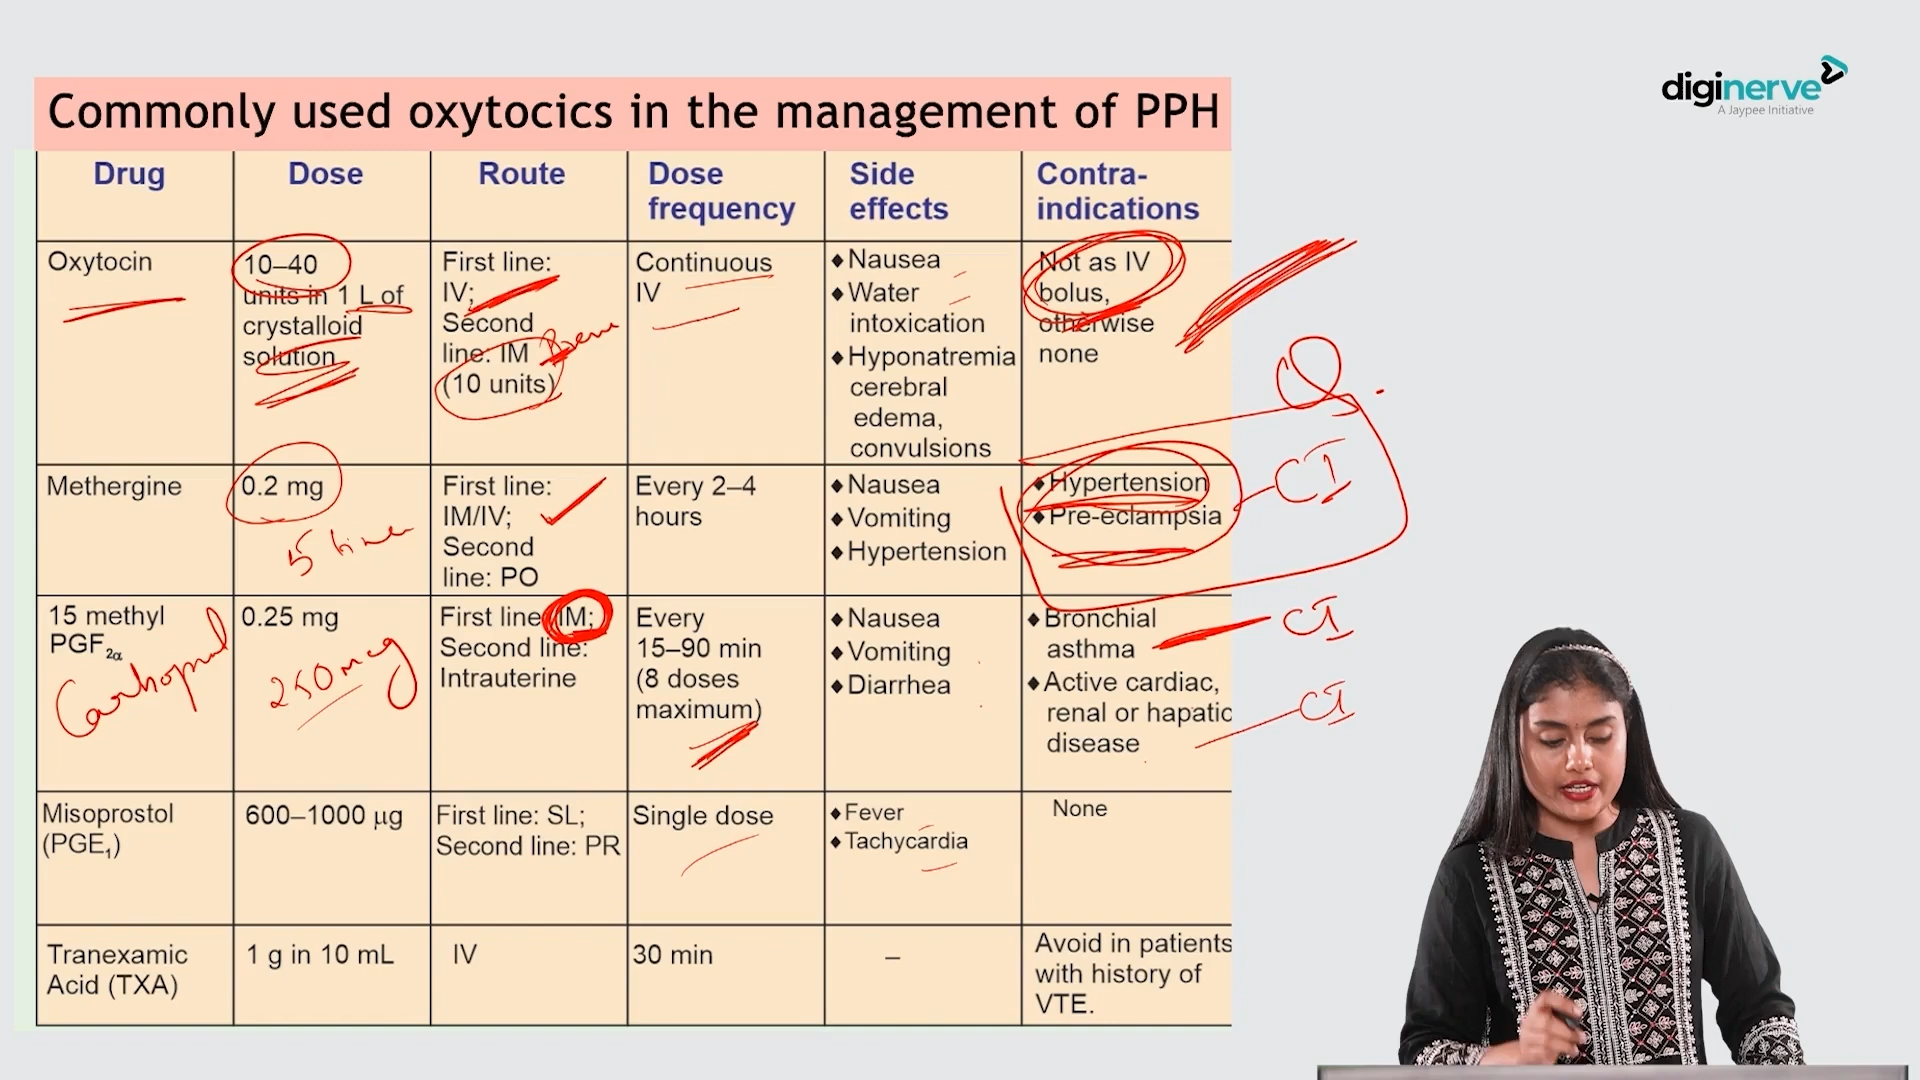 diginerve
A Jaypee Initiative
Commonly used oxytocics in the management of PPH
Drug
Dose
Route
Dose
frequency
Side
effects
Contra-
indications
Oxytocin
10–40
units in 1 L of
crystalloid
solution
First line:
IV;
Second
line: IM
(10 units)
Continuous
IV
♦Nausea
♦Water
intoxication
♦Hyponatremia
cerebral
edema,
convulsions
Not as IV
bolus,
otherwise
none
Q
Methergine
0.2 mg
5 times
First line:
IM/IV;
Second
line: PO
Every 2–4
hours
♦Nausea
♦Vomiting
♦Hypertension
♦Hypertension
♦Pre-eclampsia
CI
15 methyl
PGF2α
Carboprost
0.25 mg
250 mcg
First line: IM;
Second line:
Intrauterine
Every
15–90 min
(8 doses
maximum)
♦Nausea
♦Vomiting
♦Diarrhea
♦Bronchial
asthma
♦Active cardiac,
renal or hapatic
disease
CI
CI
Misoprostol
(PGE1)
600–1000 μg
First line: SL;
Second line: PR
Single dose
♦Fever
♦Tachycardia
None
Tranexamic
Acid (TXA)
1 g in 10 mL
IV
30 min
–
Avoid in patients
with history of
VTE.